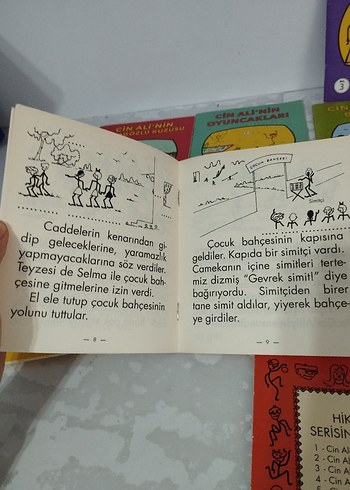 CİN ALİ'NİN
CİN ALİ'NİN
OYUNCAKLARI
3
Caddelerin kenarından gi-
dip geleceklerine, yaramazlık
yapmayacaklarına söz verdiler.
Teyzesi de Selma ile çocuk bah-
çesine gitmelerine izin verdi.
El ele tutup çocuk bahçesinin
yolunu tuttular.
— 8 —
ÇOCUK BAHÇESİ
Simitçi
Çocuk bahçesinin kapısına
geldiler. Kapıda bir simitçi vardı.
Camekanın içine simitleri terte-
miz dizmiş "Gevrek simit!" diye
bağırıyordu. Simitçiden birer
tane simit aldılar, yiyerek bahçe-
ye girdiler.
— 9 —
HİK
SERİSİN
1 - Cin Al
2 - Cin Al
3 - Cin Al
4 - Cin A